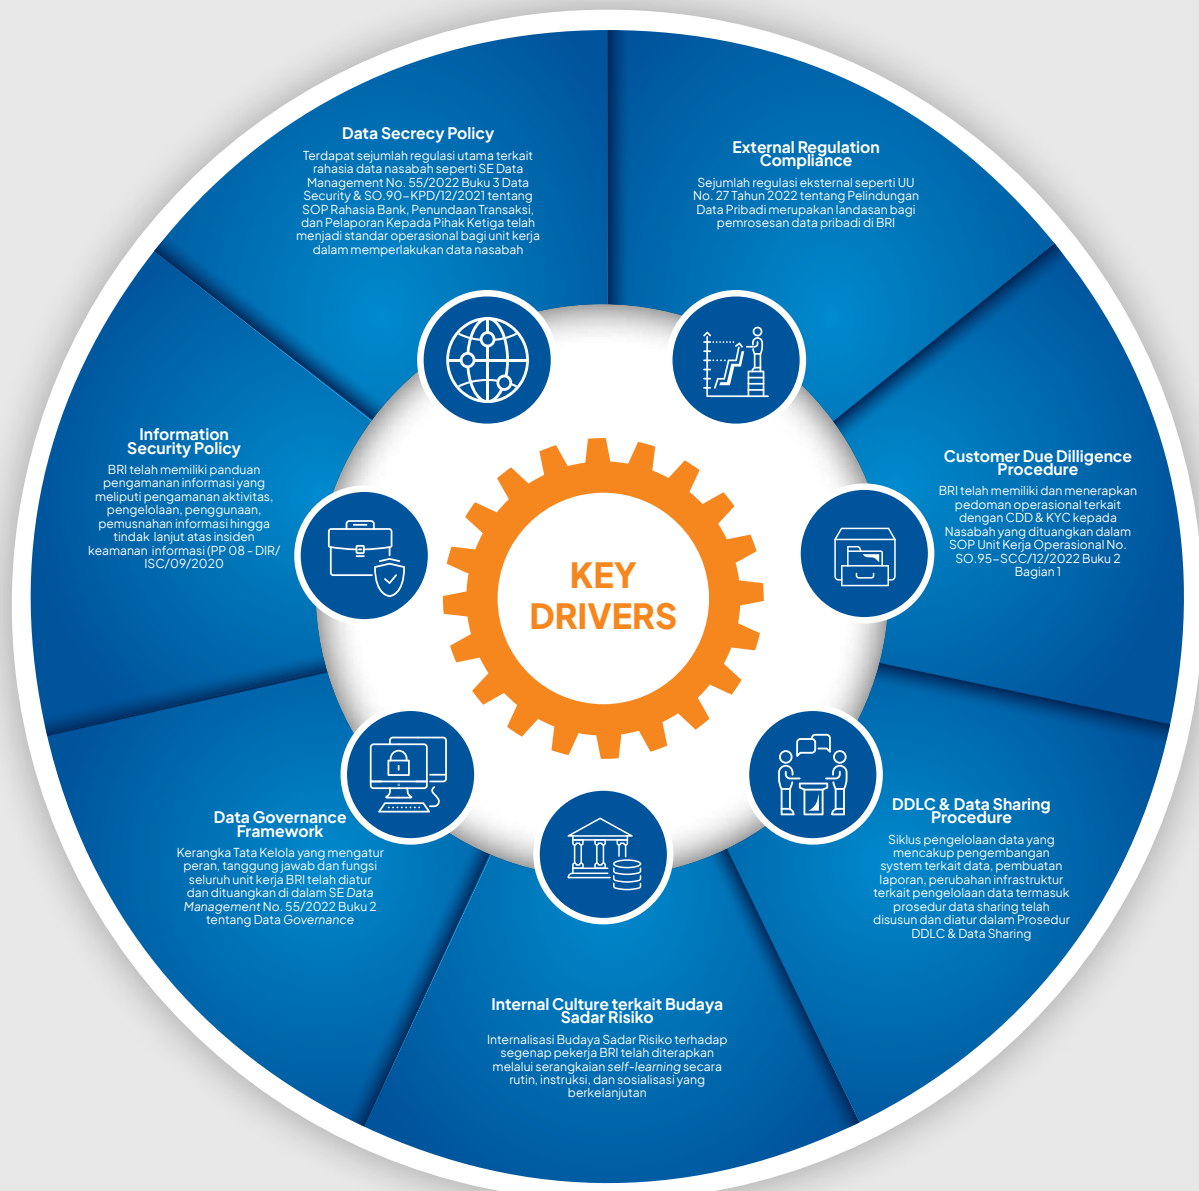 Data Secrecy Policy
Terdapat sejumlah regulasi utama terkait
rahasia data nasabah seperti SE Data
Management No. 55/2022 Buku 3 Data
Security & SO.90-KPD/12/2021 tentang
SOP Rahasia Bank, Penundaan Transaksi,
dan Pelaporan Kepada Pihak Ketiga telah
menjadi standar operasional bagi unit kerja
dalam memperlakukan data nasabah
External Regulation
Compliance
Sejumlah regulasi eksternal seperti UU
No. 27 Tahun 2022 tentang Pelindungan
Data Pribadi merupakan landasan bagi
pemrosesan data pribadi di BRI
Information
Security Policy
BRI telah memiliki panduan
pengamanan informasi yang
meliputi pengamanan aktivitas,
pengelolaan, penggunaan,
pemusnahan informasi hingga
tindak lanjut atas insiden
keamanan informasi (PP 08 - DIR/
ISC/09/2020
Customer Due Dilligence
Procedure
BRI telah memiliki dan menerapkan
pedoman operasional terkait
dengan CDD & KYC kepada
Nasabah yang dituangkan dalam
SOP Unit Kerja Operasional No.
SO.95-SCC/12/2022 Buku 2
Bagian 1
KEY
DRIVERS
Data Governance
Framework
Kerangka Tata Kelola yang mengatur
peran, tanggung jawab dan fungsi
seluruh unit kerja BRI telah diatur
dan dituangkan di dalam SE Data
Management No. 55/2022 Buku 2
tentang Data Governance
DDLC & Data Sharing
Procedure
Siklus pengelolaan data yang
mencakup pengembangan
system terkait data, pembuatan
laporan, perubahan infrastruktur
terkait pengelolaan data termasuk
prosedur data sharing telah
disusun dan diatur dalam Prosedur
DDLC & Data Sharing
Internal Culture terkait Budaya
Sadar Risiko
Internalisasi Budaya Sadar Risiko terhadap
segenap pekerja BRI telah diterapkan
melalui serangkaian self-learning secara
rutin, instruksi, dan sosialisasi yang
berkelanjutan